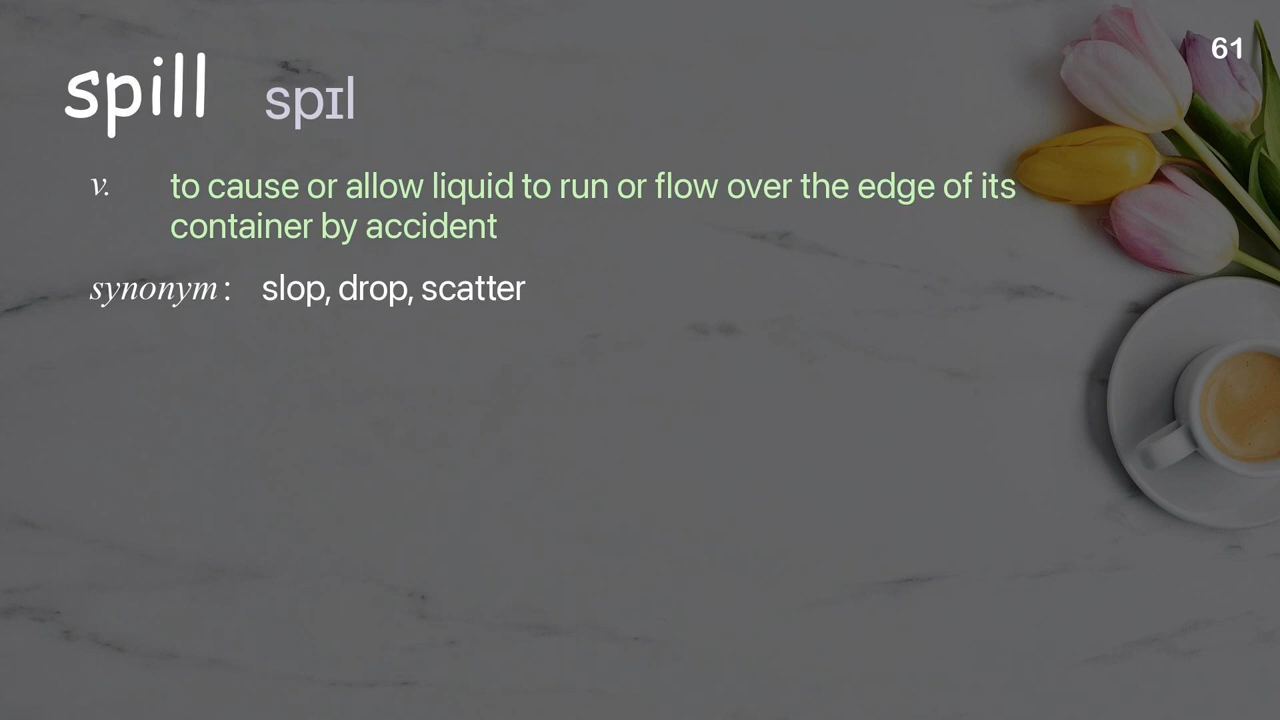 61
spill spɪl
v. to cause or allow liquid to run or flow over the edge of its
container by accident
synonym : slop, drop, scatter